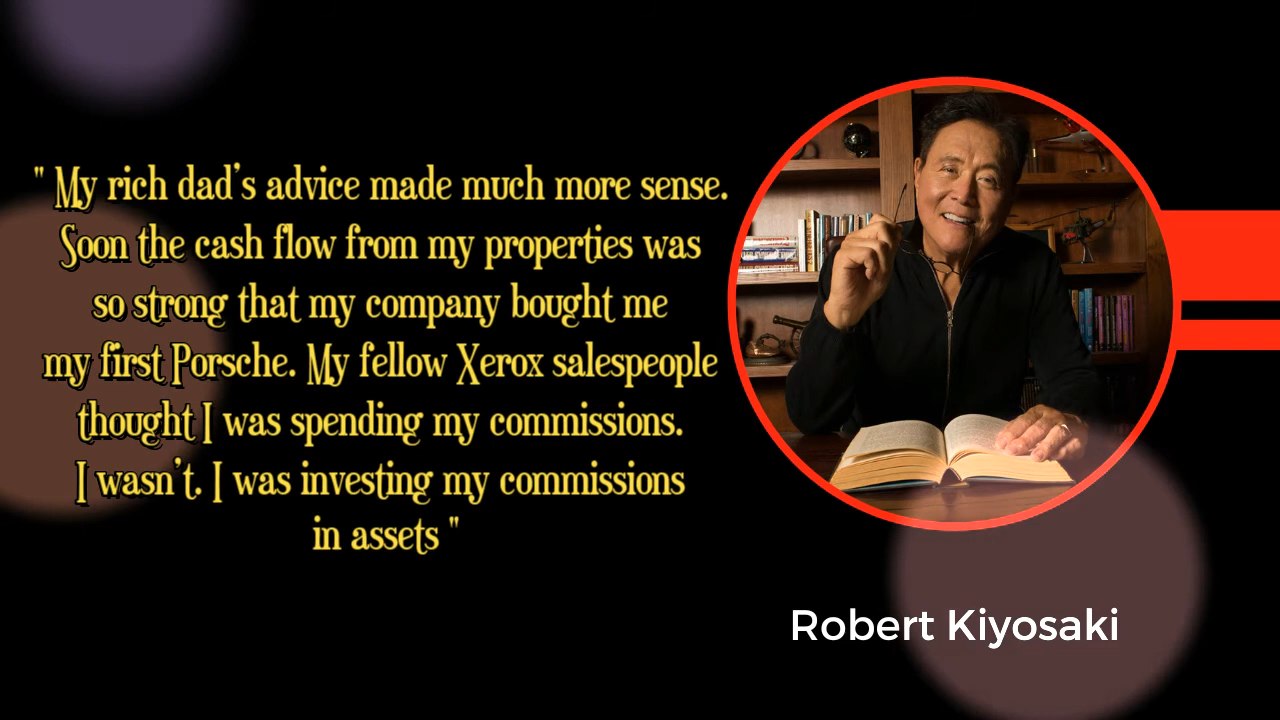 " My rich dad's advice made much more sense.
Soon the cash flow from my properties was
so strong that my company bought me
my first Porsche. My fellow Xerox salespeople
thought I was spending my commissions.
I wasn't. I was investing my commissions
in assets "
Robert Kiyosaki